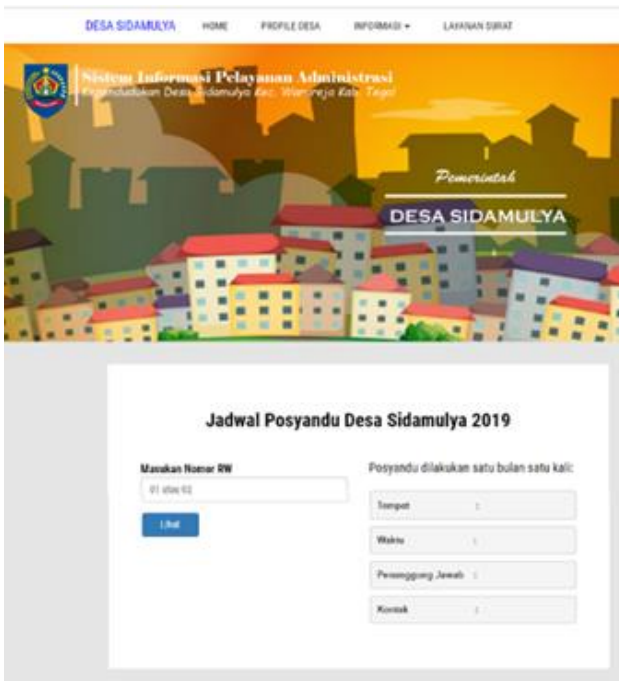 DESA SIDAMULYA HOME PROFILE DESA INFORMASI LAYANAN SURAT
Sistem Informasi Pelayanan Administrasi
Kependudukan Desa Sidamulya Kec. Warureja Kab. Tegal
Pemerintah
DESA SIDAMULYA
Jadwal Posyandu Desa Sidamulya 2019
Masukan Nomor RW
01 atau 02
Lihat
Posyandu dilakukan satu bulan satu kali:
Tempat :
Waktu :
Penanggung Jawab :
Kontak :